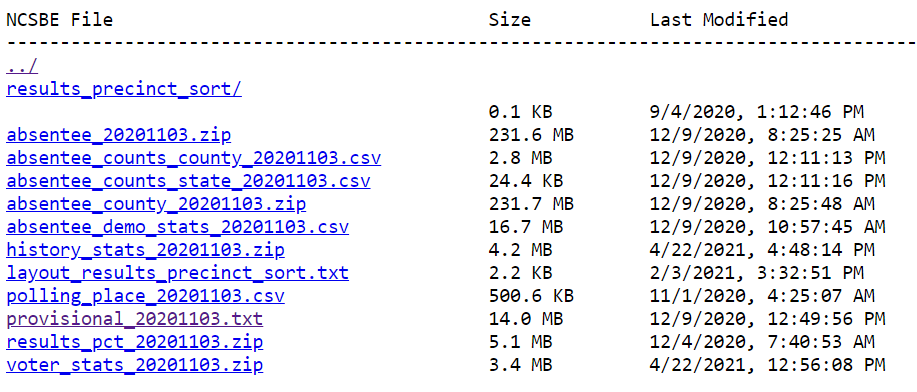 NCSBE File Size Last Modified
--------------------------------------------------------------------------------
../
results_precinct_sort/
0.1 KB 9/4/2020, 1:12:46 PM
absentee_20201103.zip 231.6 MB 12/9/2020, 8:25:25 AM
absentee_counts_county_20201103.csv 2.8 MB 12/9/2020, 12:11:13 PM
absentee_counts_state_20201103.csv 24.4 KB 12/9/2020, 12:11:16 PM
absentee_county_20201103.zip 231.7 MB 12/9/2020, 8:25:48 AM
absentee_demo_stats_20201103.csv 16.7 MB 12/9/2020, 10:57:45 AM
history_stats_20201103.zip 4.2 MB 4/22/2021, 4:48:14 PM
layout_results_precinct_sort.txt 2.2 KB 2/3/2021, 3:32:51 PM
polling_place_20201103.csv 500.6 KB 11/1/2020, 4:25:07 AM
provisional_20201103.txt 14.0 MB 12/9/2020, 12:49:56 PM
results_pct_20201103.zip 5.1 MB 12/4/2020, 7:40:53 AM
voter_stats_20201103.zip 3.4 MB 4/22/2021, 12:56:08 PM